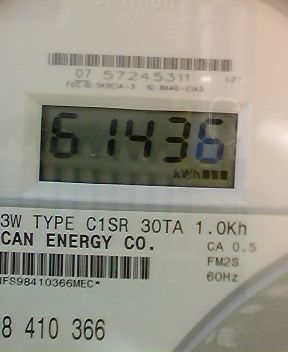 07 57245311
61436
kWh
3W TYPE C1SR 30TA 1.0Kh
CAN ENERGY CO.
CA 0.5
FM2S
60Hz
8 410 366